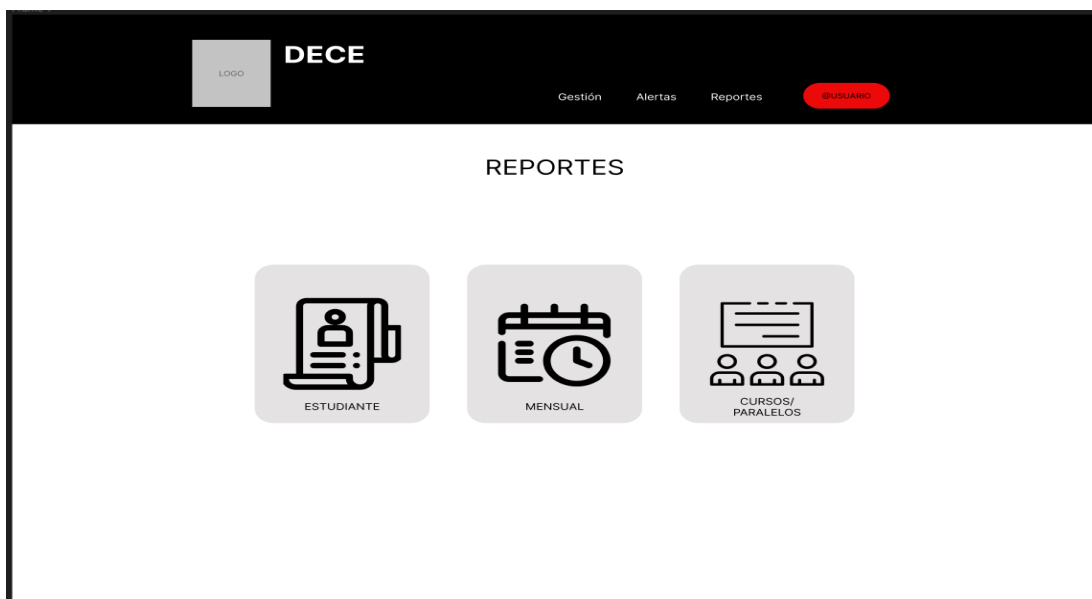 DECE
LOGO
Gestión Alertas Reportes @USUARIO
REPORTES
ESTUDIANTE
MENSUAL
CURSOS/
PARALELOS